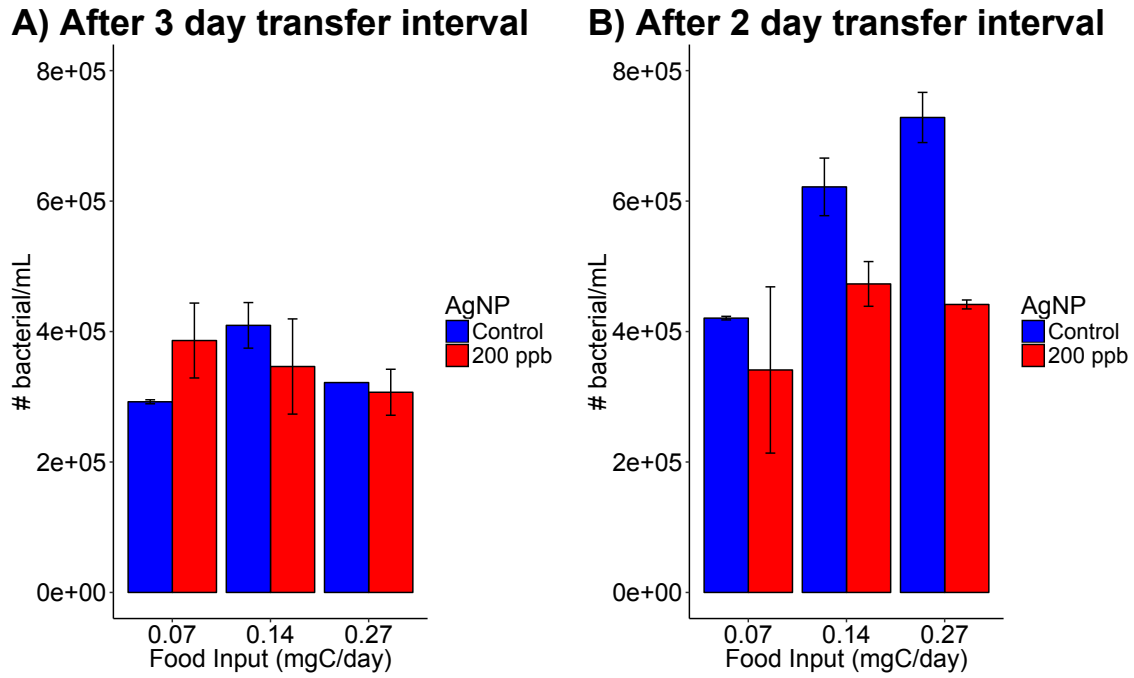 A) After 3 day transfer interval
# bacterial/mL
8e+05
6e+05
4e+05
2e+05
0e+00
0.07 0.14 0.27
Food Input (mgC/day)
AgNP
Control
200 ppb
B) After 2 day transfer interval
# bacterial/mL
8e+05
6e+05
4e+05
2e+05
0e+00
0.07 0.14 0.27
Food Input (mgC/day)
AgNP
Control
200 ppb